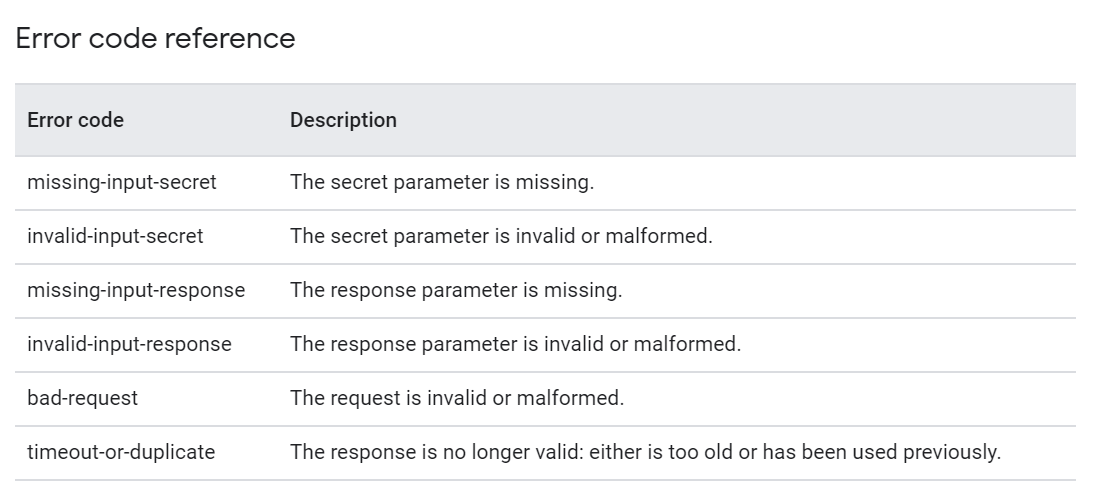 Error code reference
Error code Description
missing-input-secret The secret parameter is missing.
invalid-input-secret The secret parameter is invalid or malformed.
missing-input-response The response parameter is missing.
invalid-input-response The response parameter is invalid or malformed.
bad-request The request is invalid or malformed.
timeout-or-duplicate The response is no longer valid: either is too old or has been used previously.